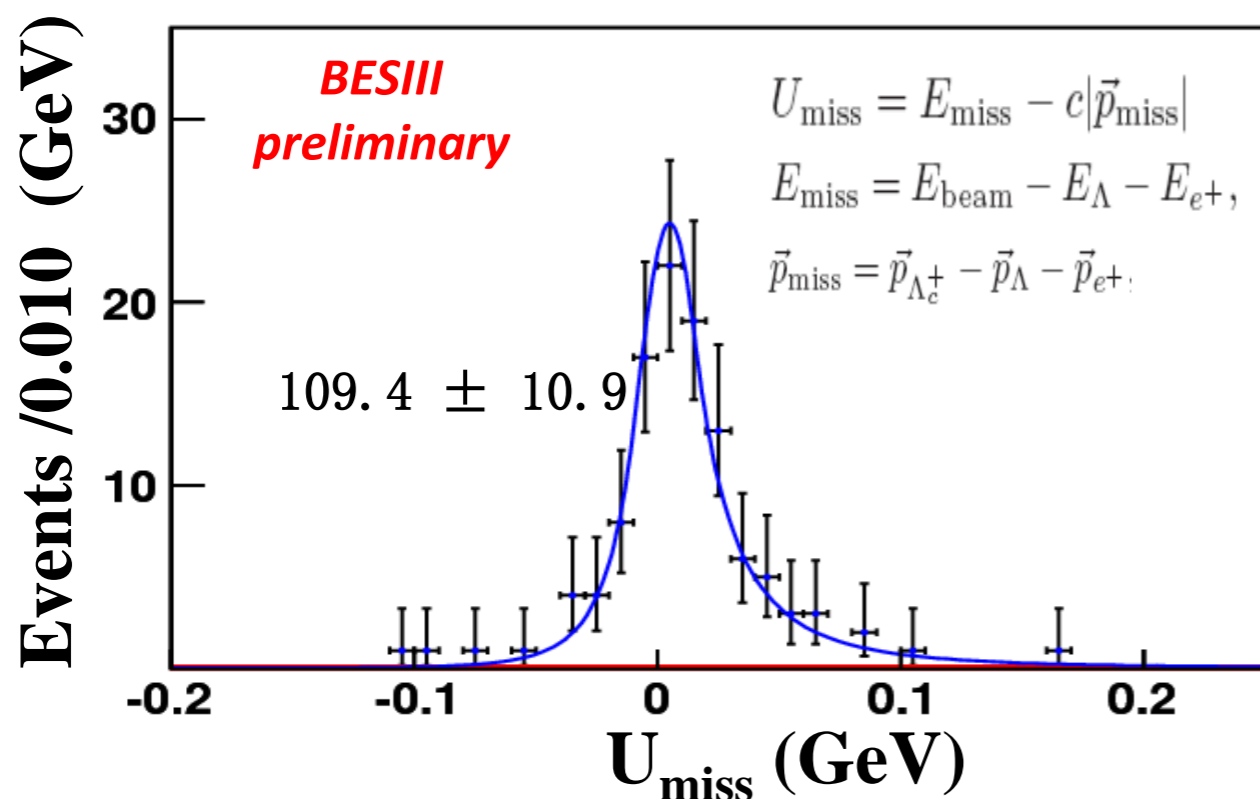 BESIII
preliminary
U_miss = E_miss − c|p⃗_miss|
E_miss = E_beam − E_Λ − E_e+,
p⃗_miss = p⃗_Λc+ − p⃗_Λ − p⃗_e+
109.4 ± 10.9
Events /0.010 (GeV)
30
20
10
-0.2 -0.1 0 0.1 0.2
U_miss (GeV)